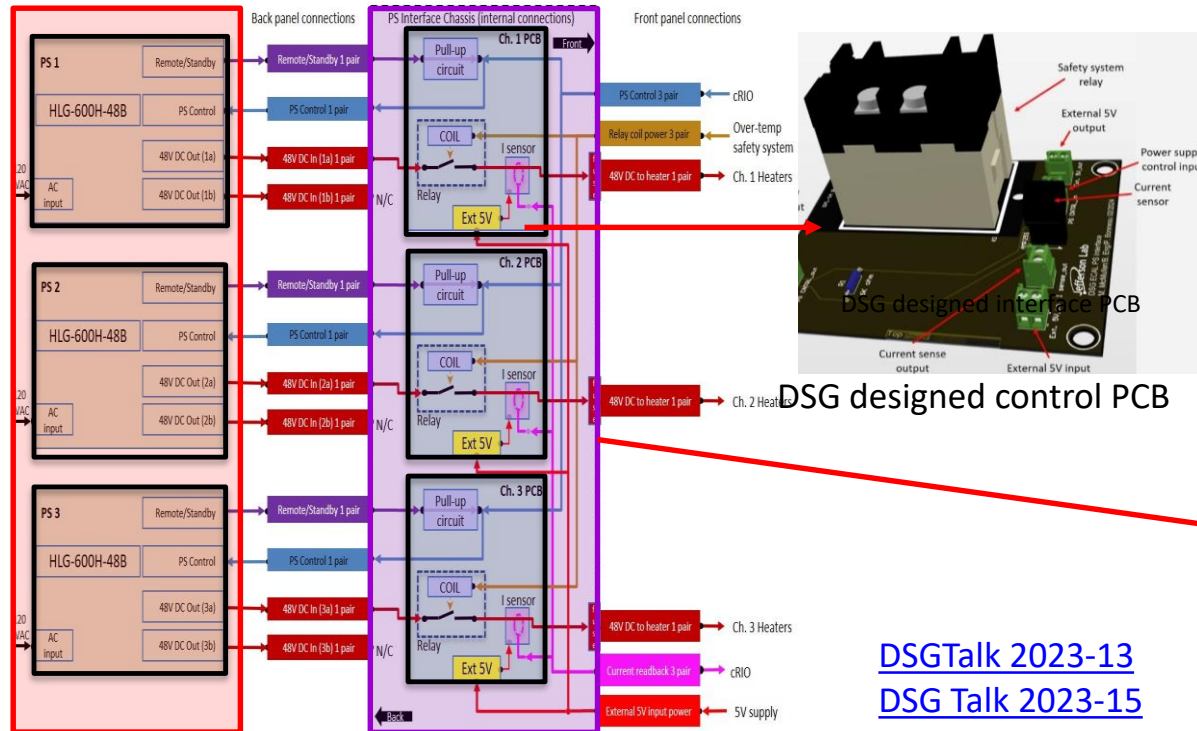 Back panel connections
PS Interface Chassis (internal connections)
Front panel connections
PS 1
Remote/Standby
HLG-600H-48B
PS Control
48V DC Out (1a)
48V DC Out (1b)
20
VAC
AC
input
Remote/Standby 1 pair
PS Control 1 pair
48V DC In (1a) 1 pair
48V DC In (1b) 1 pair
N/C
Ch. 1 PCB
Front
Pull-up
circuit
COIL
I sensor
Relay
Ext 5V
PS Control 3 pair
cRIO
Relay coil power 3 pair
Over-temp
safety system
48V DC to heater 1 pair
Ch. 1 Heaters
PS 2
Remote/Standby
HLG-600H-48B
PS Control
48V DC Out (2a)
48V DC Out (2b)
20
VAC
AC
input
Remote/Standby 1 pair
PS Control 1 pair
48V DC In (2a) 1 pair
48V DC In (2b) 1 pair
N/C
Ch. 2 PCB
Pull-up
circuit
COIL
I sensor
Relay
Ext 5V
48V DC to heater 1 pair
Ch. 2 Heaters
PS 3
Remote/Standby
HLG-600H-48B
PS Control
48V DC Out (3a)
48V DC Out (3b)
20
VAC
AC
input
Remote/Standby 1 pair
PS Control 1 pair
48V DC In (3a) 1 pair
48V DC In (3b) 1 pair
N/C
Ch. 3 PCB
Pull-up
circuit
COIL
I sensor
Relay
Ext 5V
Back
48V DC to heater 1 pair
Ch. 3 Heaters
Current readback 3 pair
cRIO
External 5V input power
5V supply
Safety system
relay
External 5V
output
Power supp
control inpu
Current
sensor
Jefferson Lab
DSG designed interface PCB
Current sense
output
External 5V input
DSG designed control PCB
DSGTalk 2023-13
DSG Talk 2023-15